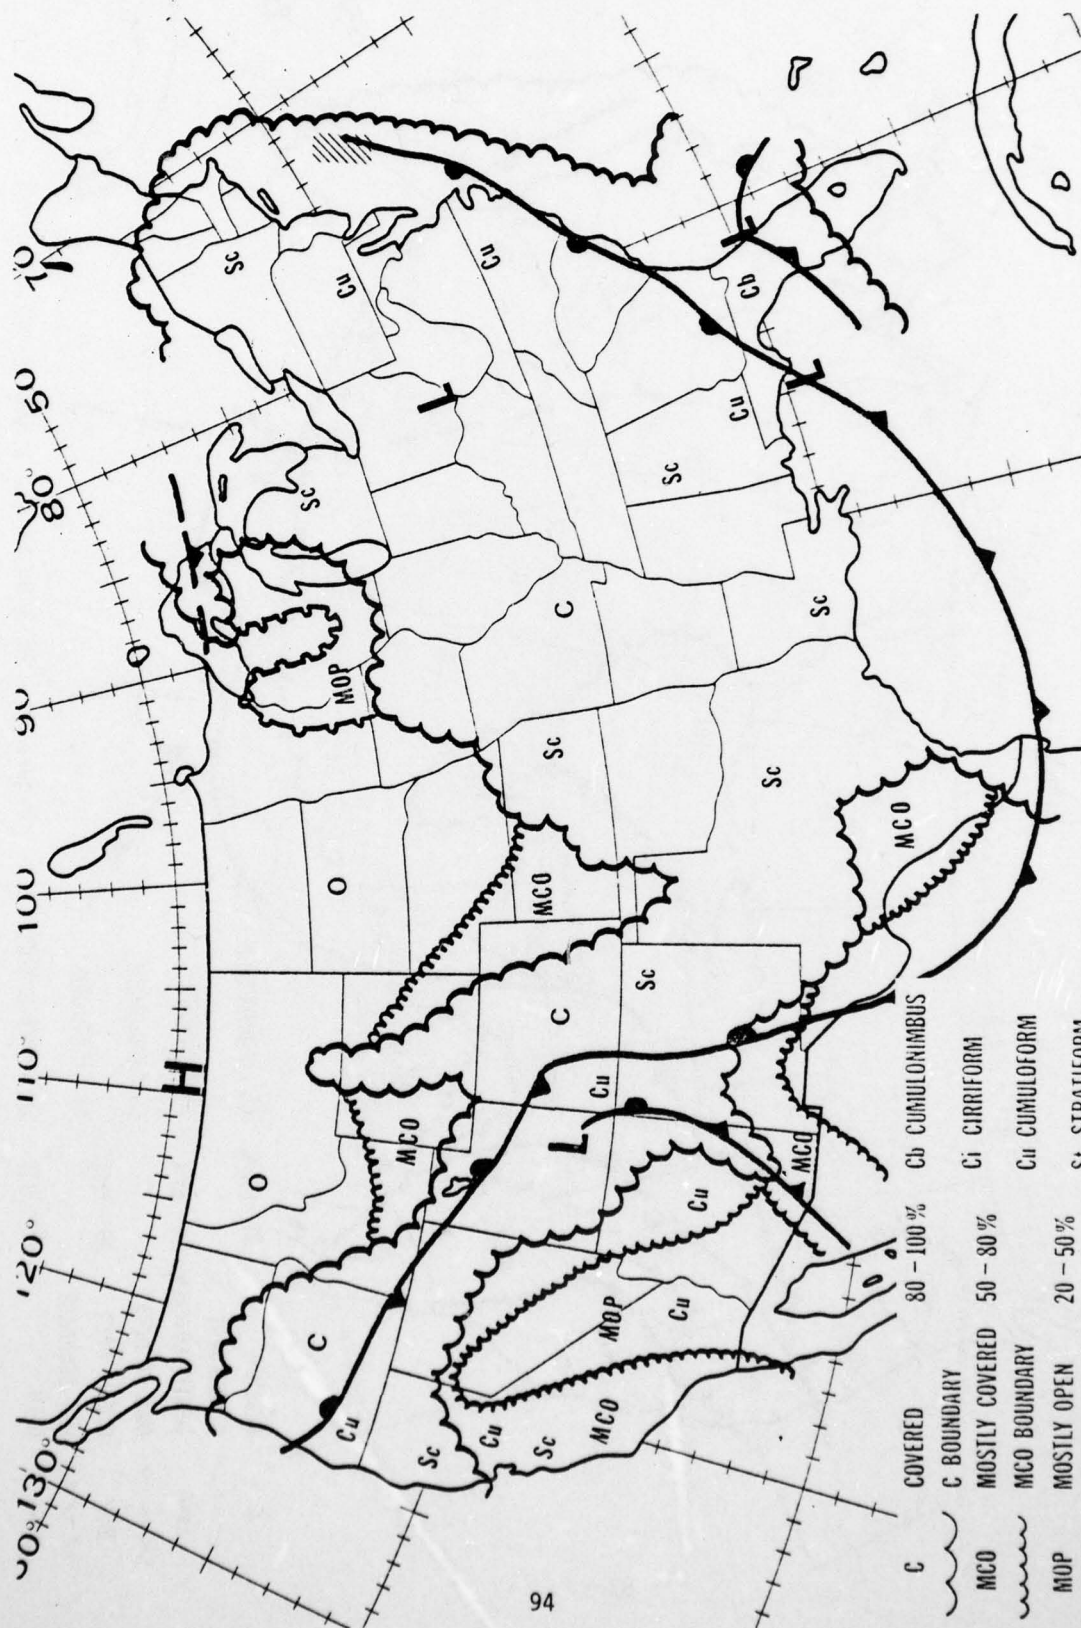 130°
120°
110°
100
90
80°
70
50
H
O
O
O
C
Cu
Sc
Cu
Sc
MCO
MOP
Cu
Cu
MCO
MCO
L
Cu
C
Sc
MCO
Sc
Sc
MCO
MOP
C
Sc
Sc
Cu
Sc
L
Cu
Sc
Cu
Cb
L
L
C COVERED 80 - 100% Cb CUMULONIMBUS
C BOUNDARY
MCO MOSTLY COVERED 50 - 80% Ci CIRRIFORM
MCO BOUNDARY Cu CUMULOFORM
MOP MOSTLY OPEN 20 - 50% St STRATIFORM
94